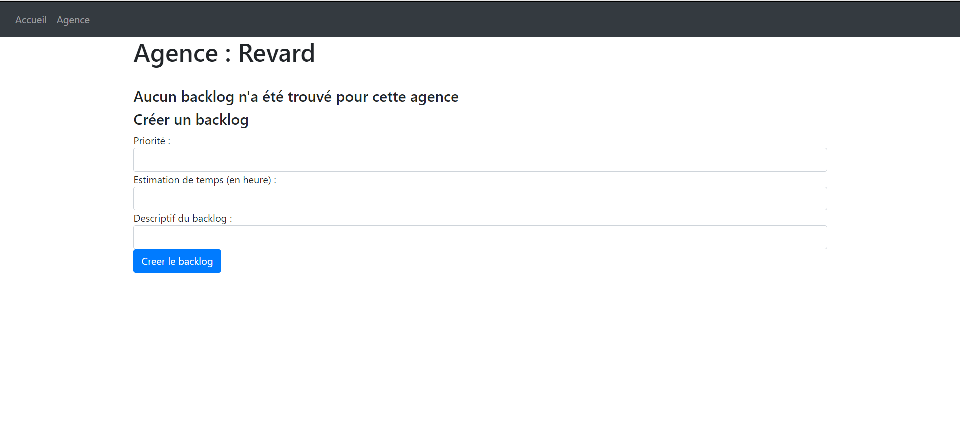 Accueil Agence
Agence : Revard
Aucun backlog n'a été trouvé pour cette agence
Créer un backlog
Priorité :
Estimation de temps (en heure) :
Descriptif du backlog :
Creer le backlog